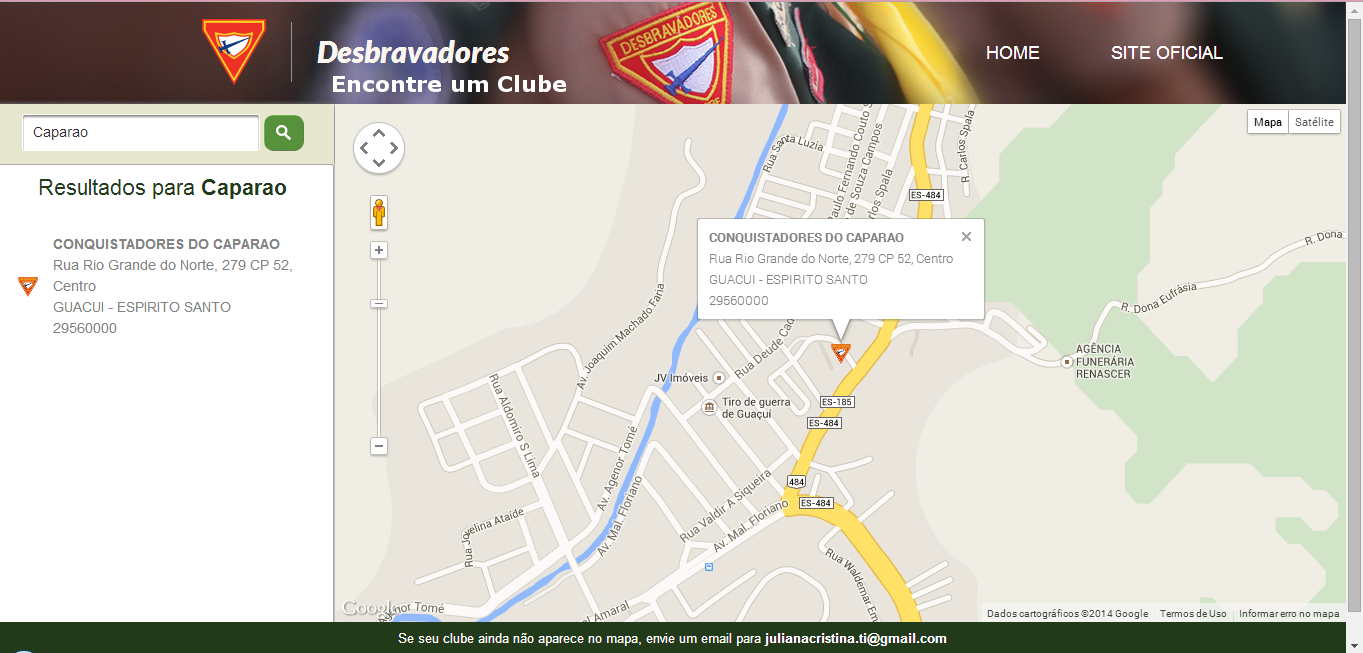 DESBRAVADORES
Desbravadores
Encontre um Clube
HOME
SITE OFICIAL
Caparao
Mapa
Satélite
Resultados para Caparao
CONQUISTADORES DO CAPARAO
Rua Rio Grande do Norte, 279 CP 52,
Centro
GUACUI - ESPIRITO SANTO
29560000
CONQUISTADORES DO CAPARAO
Rua Rio Grande do Norte, 279 CP 52, Centro
GUACUI - ESPIRITO SANTO
29560000
Rua Santa Luzia
Paulo Fernando Couto
de Souza Campos
Carlos Spala
R. Carlos Spala
ES-484
R. Dona
R. Dona Eufrásia
AGÊNCIA
FUNERÁRIA
RENASCER
Av. Joaquim Machado Faria
Rua Deude
JV Imóveis
Tiro de guerra
de Guaçuí
ES-185
ES-484
Rua Aldomiro S Lima
Av. Agenor Tomé
Av. Mal. Floriano
484
ES-484
Rua Valdir A Siqueira
Av. Mal. Floriano
Rua Jovelina Ataíde
Rua Waldemar Em
Google
Agenor Tomé
Amaral
Dados cartográficos ©2014 Google
Termos de Uso
Informar erro no mapa
Se seu clube ainda não aparece no mapa, envie um email para julianacristina.ti@gmail.com